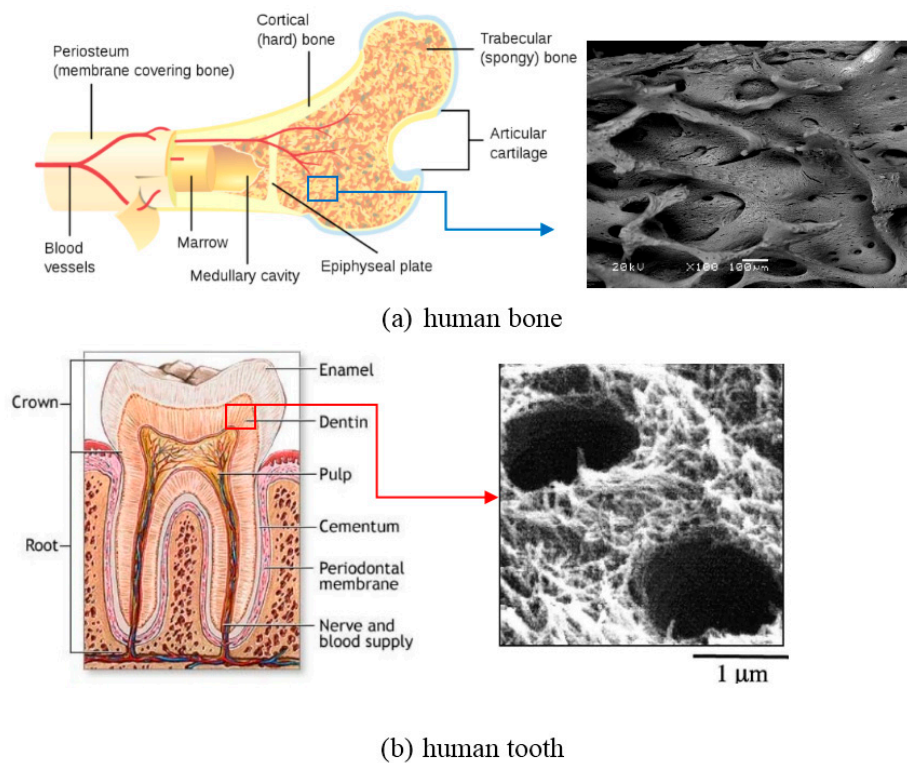 Cortical
(hard) bone
Periosteum
(membrane covering bone)
Trabecular
(spongy) bone
Articular
cartilage
Blood
vessels
Marrow
Medullary cavity
Epiphyseal plate
20kV X100 100µm
(a) human bone
Crown
Root
Enamel
Dentin
Pulp
Cementum
Periodontal
membrane
Nerve and
blood supply
1 µm
(b) human tooth